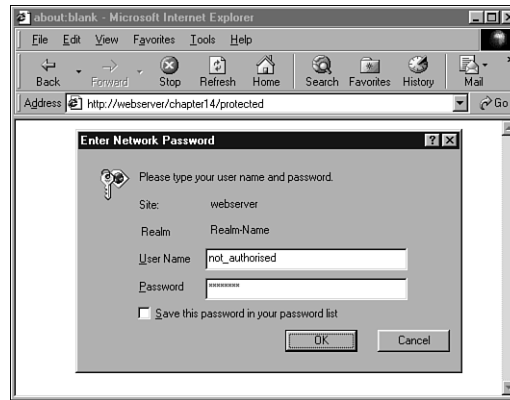 about:blank - Microsoft Internet Explorer
File Edit View Favorites Tools Help
Back Forward Stop Refresh Home Search Favorites History Mail
Address http://webserver/chapter14/protected Go
Enter Network Password
Please type your user name and password.
Site: webserver
Realm Realm-Name
User Name not_authorised
Password ********
Save this password in your password list
OK Cancel